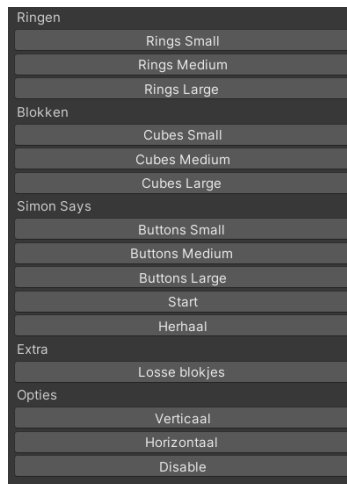 Ringen
Rings Small
Rings Medium
Rings Large
Blokken
Cubes Small
Cubes Medium
Cubes Large
Simon Says
Buttons Small
Buttons Medium
Buttons Large
Start
Herhaal
Extra
Losse blokjes
Opties
Verticaal
Horizontaal
Disable